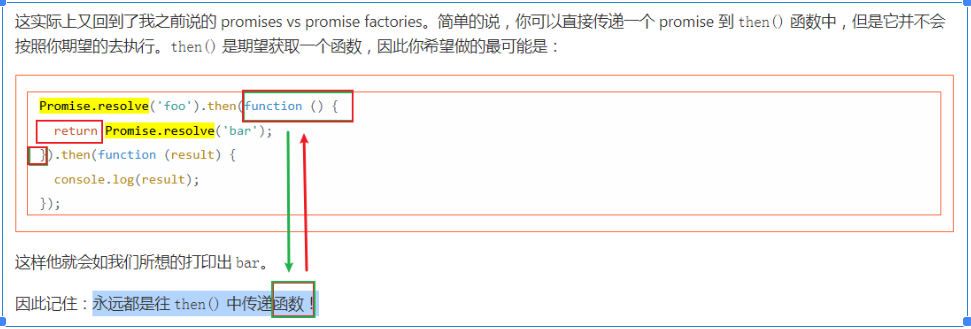 这实际上又回到了我之前说的 promises vs promise factories。简单的说，你可以直接传递一个 promise 到 then() 函数中，但是它并不会
按照你期望的去执行。then() 是期望获取一个函数，因此你希望做的最可能是：
Promise.resolve('foo').then(function () {
  return Promise.resolve('bar');
}).then(function (result) {
  console.log(result);
});
这样他就会如我们所想的打印出 bar。
因此记住：永远都是往 then() 中传递函数！